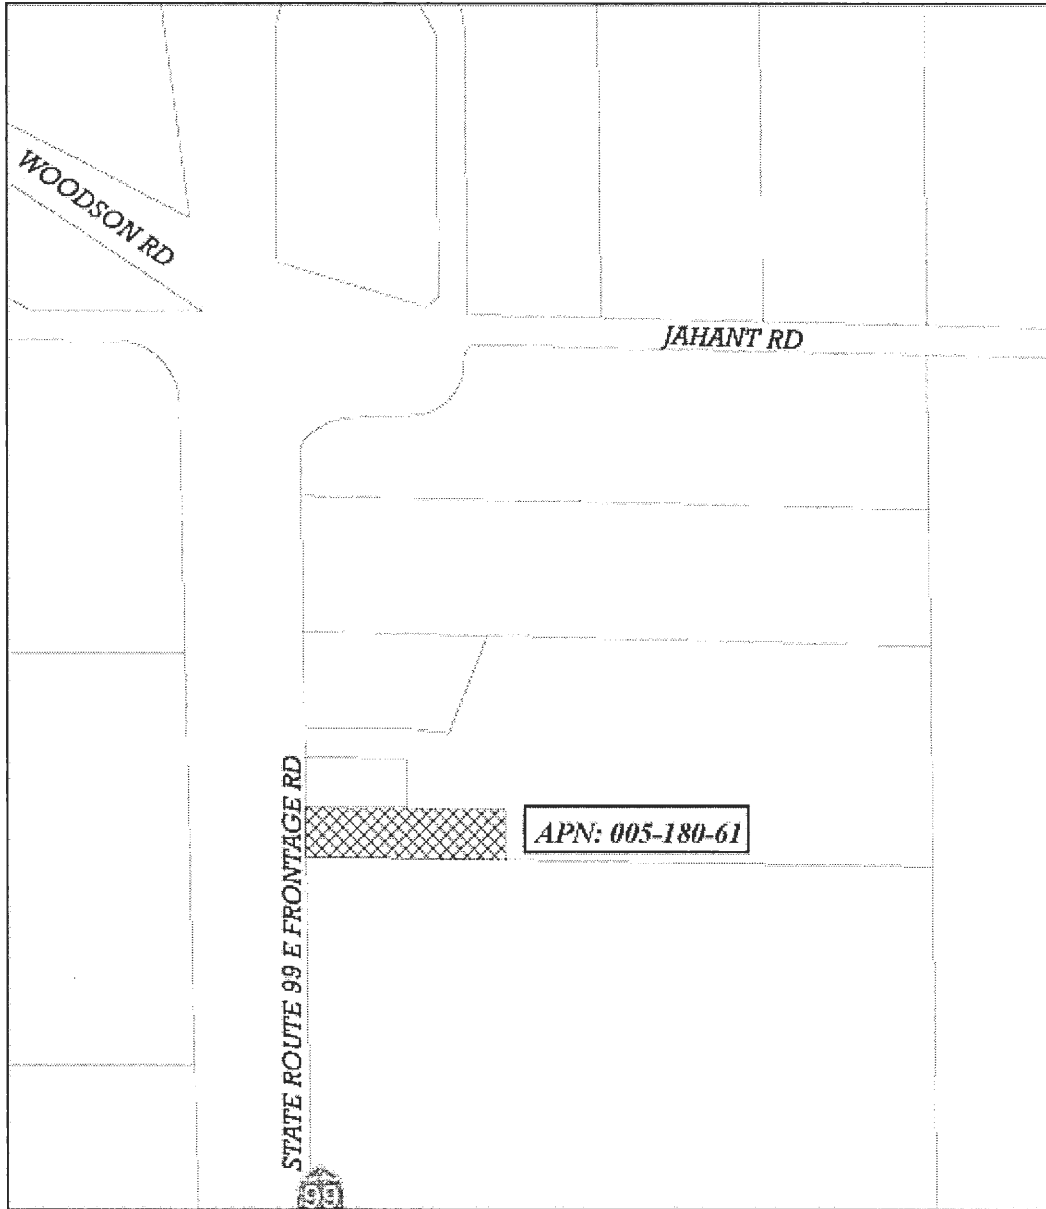 WOODSON RD
JAHANT RD
STATE ROUTE 99 E FRONTAGE RD
APN: 005-180-61
99